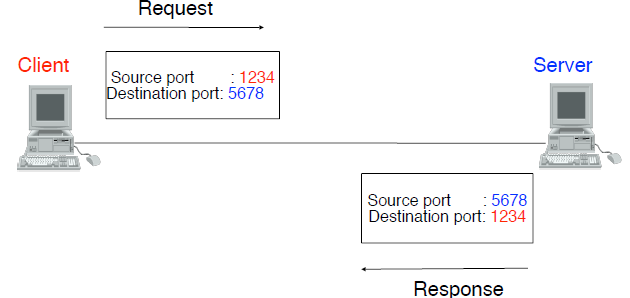 Request
Client
Server
Source port : 1234
Destination port: 5678
Source port : 5678
Destination port: 1234
Response